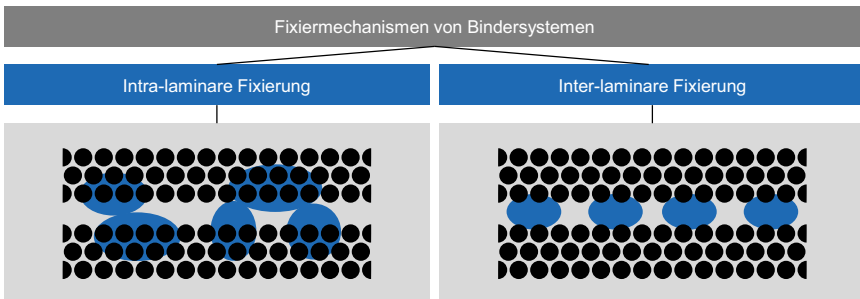 Fixiermechanismen von Bindersystemen
Intra-laminare Fixierung
Inter-laminare Fixierung